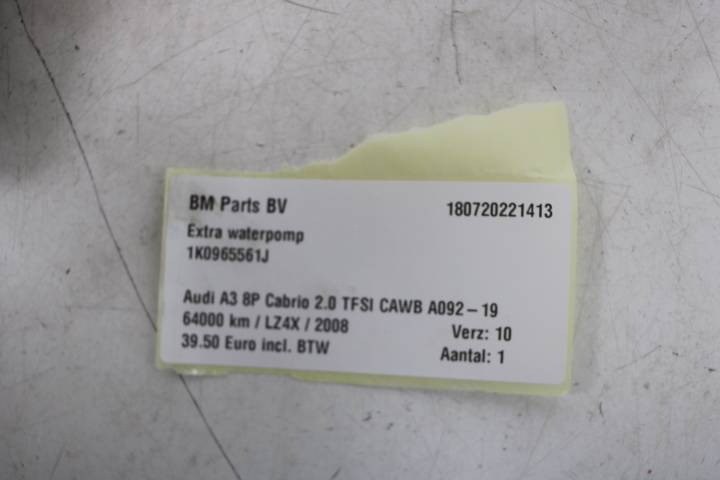 BM Parts BV 180720221413
Extra waterpomp
1K0965561J
Audi A3 8P Cabrio 2.0 TFSI CAWB A092-19
64000 km / LZ4X / 2008 Verz: 10
39.50 Euro incl. BTW Aantal: 1